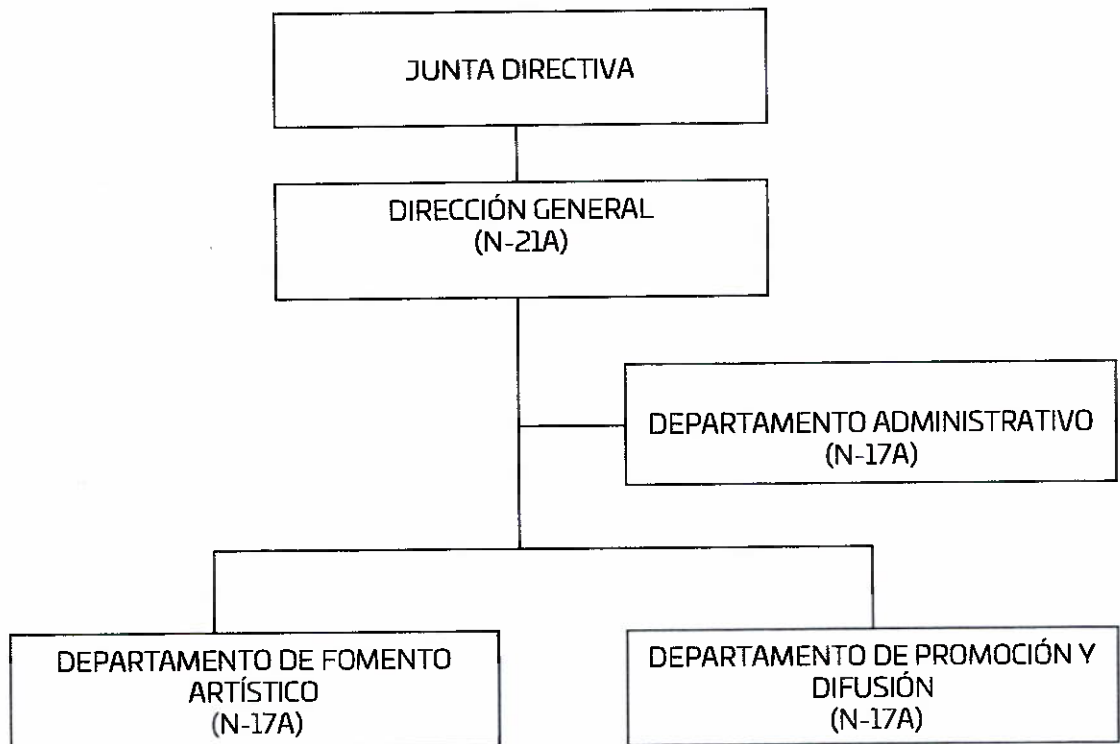 JUNTA DIRECTIVA
DIRECCIÓN GENERAL
(N-21A)
DEPARTAMENTO ADMINISTRATIVO
(N-17A)
DEPARTAMENTO DE FOMENTO
ARTÍSTICO
(N-17A)
DEPARTAMENTO DE PROMOCIÓN Y
DIFUSIÓN
(N-17A)